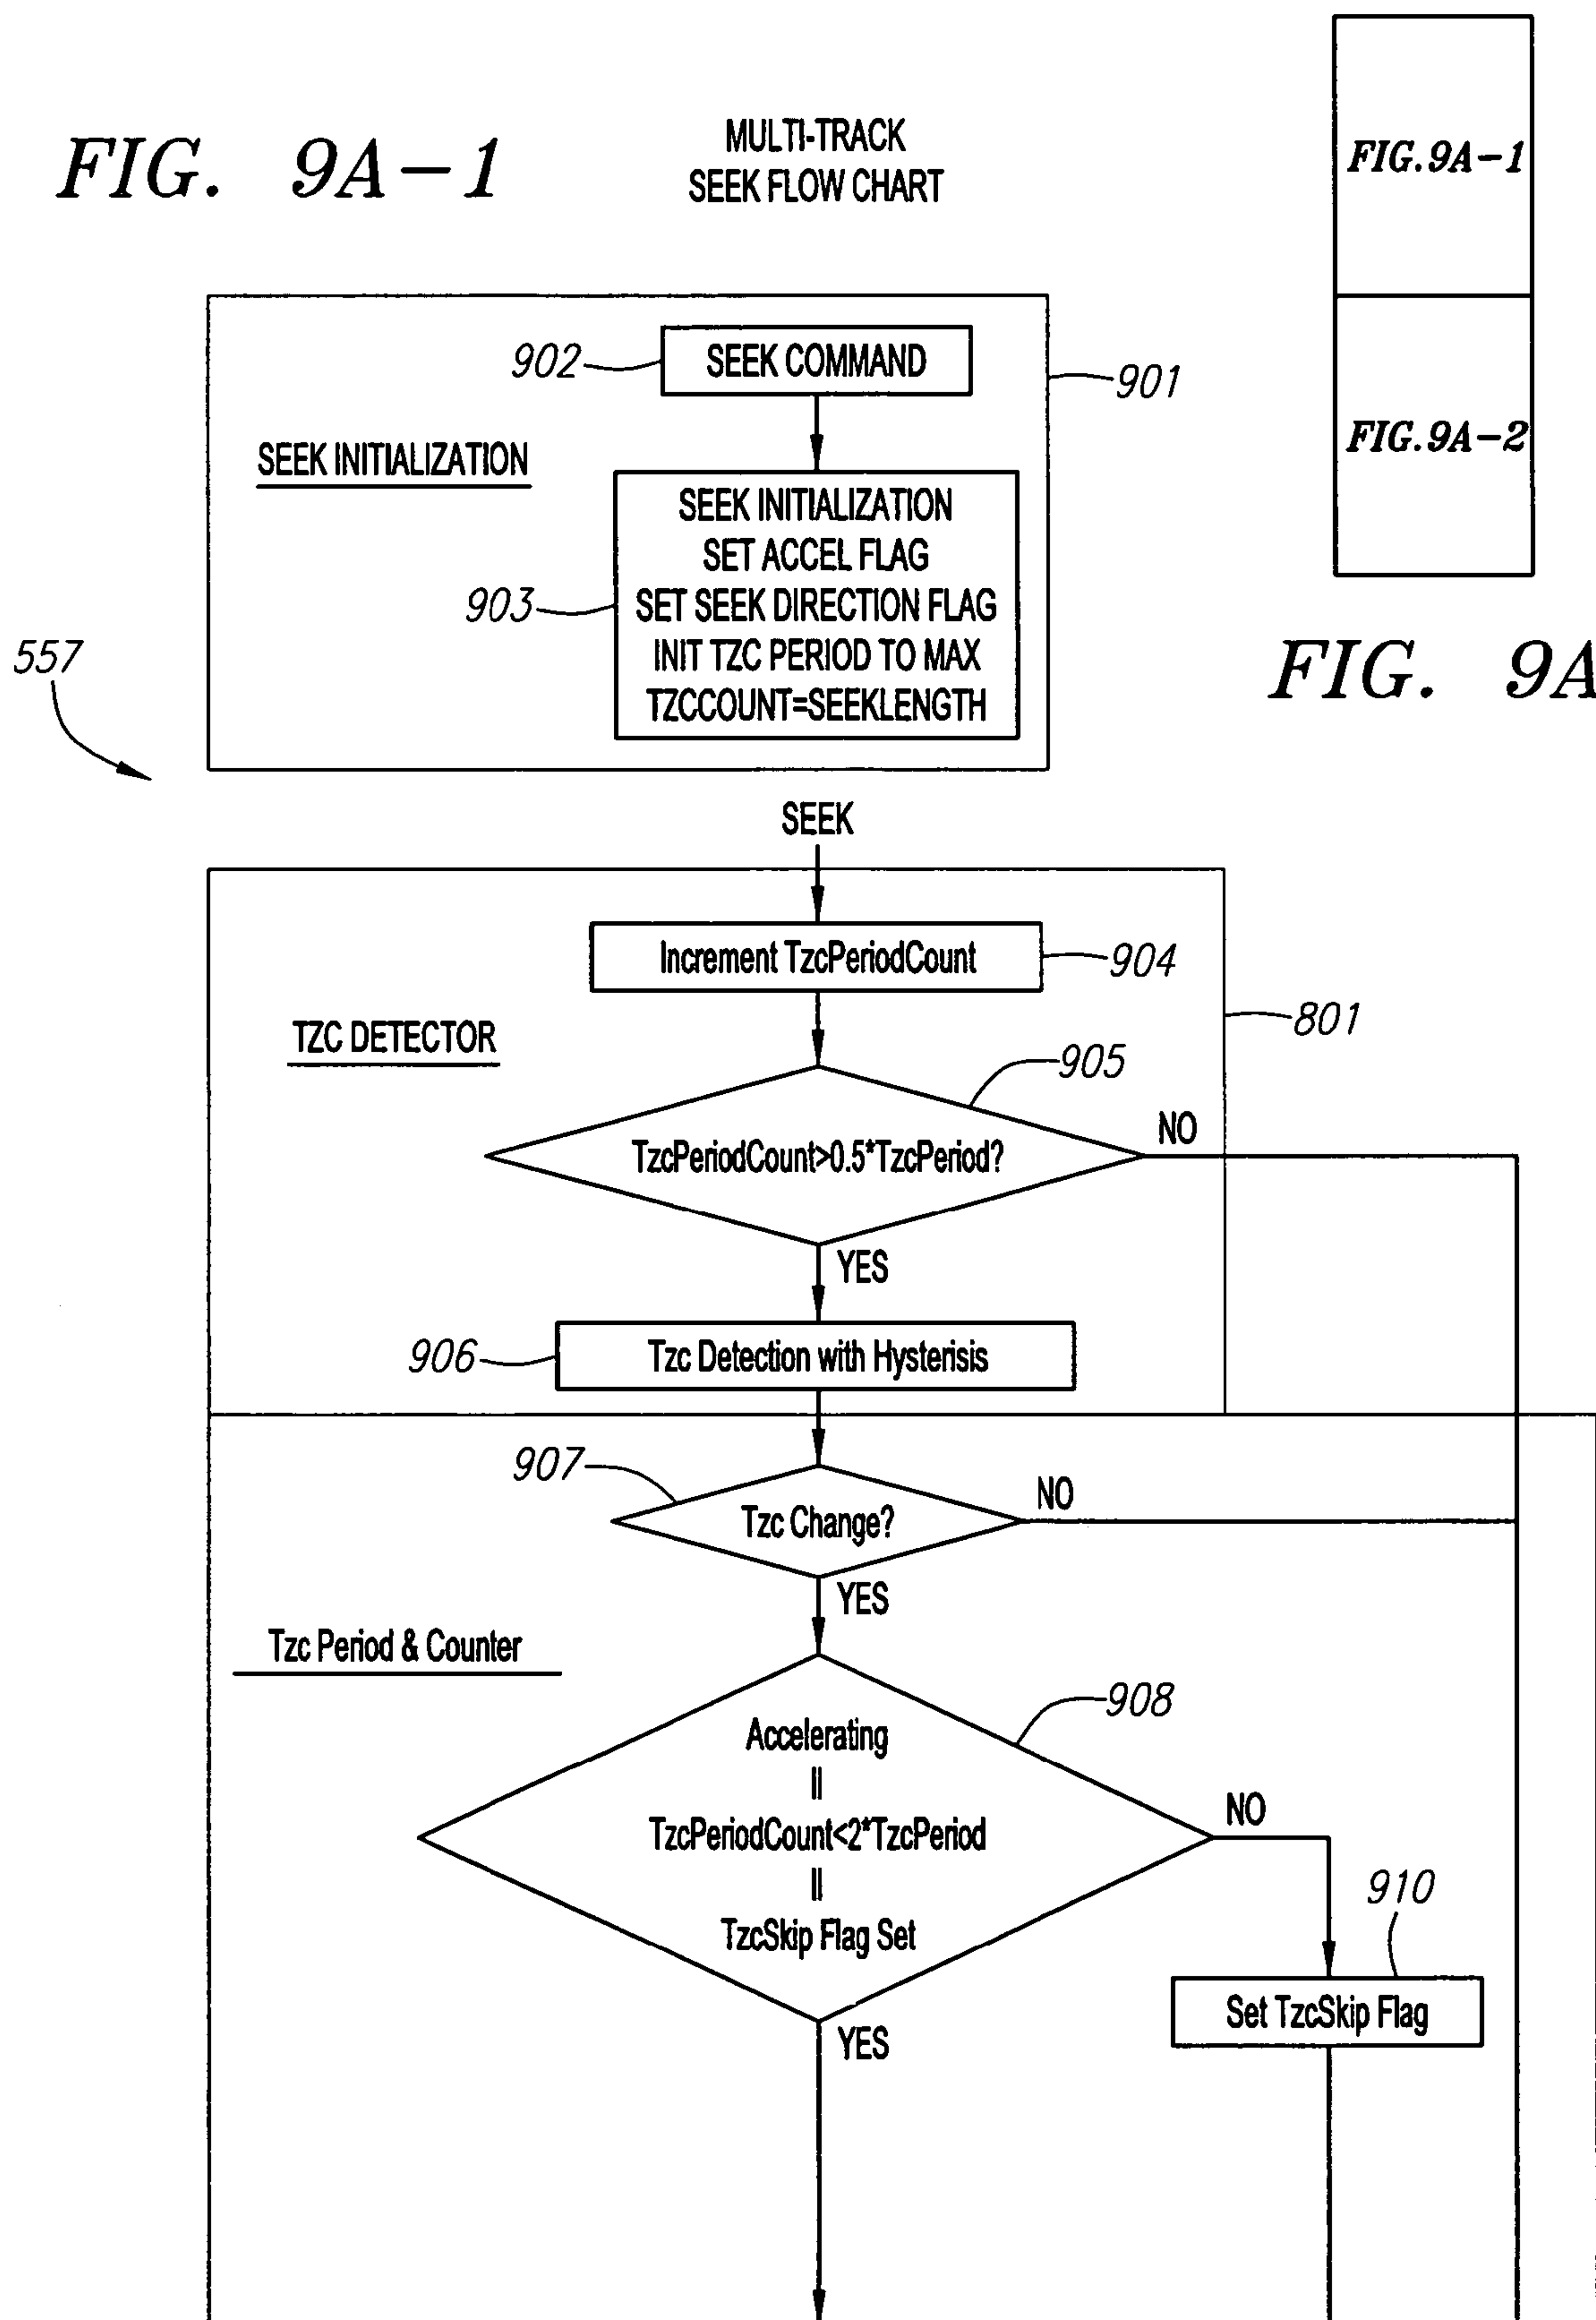 FIG. 9A-1
MULTI-TRACK
SEEK FLOW CHART
FIG.9A-1
FIG.9A-2
FIG. 9A
902
SEEK COMMAND
901
SEEK INITIALIZATION
903
SEEK INITIALIZATION
SET ACCEL FLAG
SET SEEK DIRECTION FLAG
INIT TZC PERIOD TO MAX
TZCCOUNT=SEEKLENGTH
557
SEEK
Increment TzcPeriodCount
904
TZC DETECTOR
801
905
TzcPeriodCount>0.5*TzcPeriod?
NO
YES
906
Tzc Detection with Hysterisis
907
Tzc Change?
NO
YES
Tzc Period & Counter
908
Accelerating
||
TzcPeriodCount<2*TzcPeriod
||
TzcSkip Flag Set
NO
YES
910
Set TzcSkip Flag